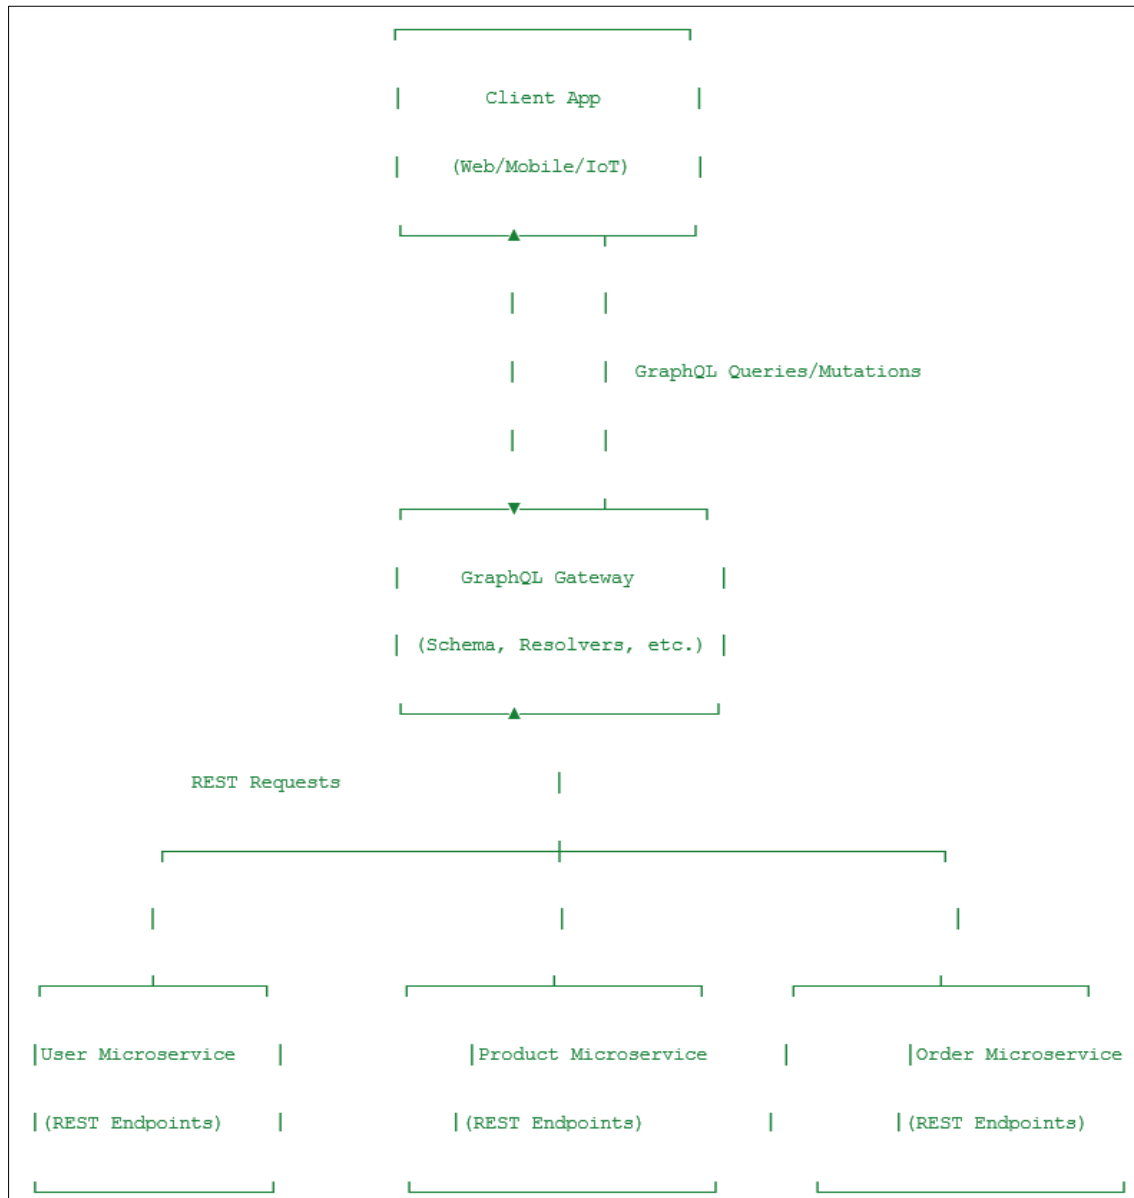 Client App
(Web/Mobile/IoT)
GraphQL Queries/Mutations
GraphQL Gateway
(Schema, Resolvers, etc.)
REST Requests
User Microservice Product Microservice Order Microservice
(REST Endpoints) (REST Endpoints) (REST Endpoints)